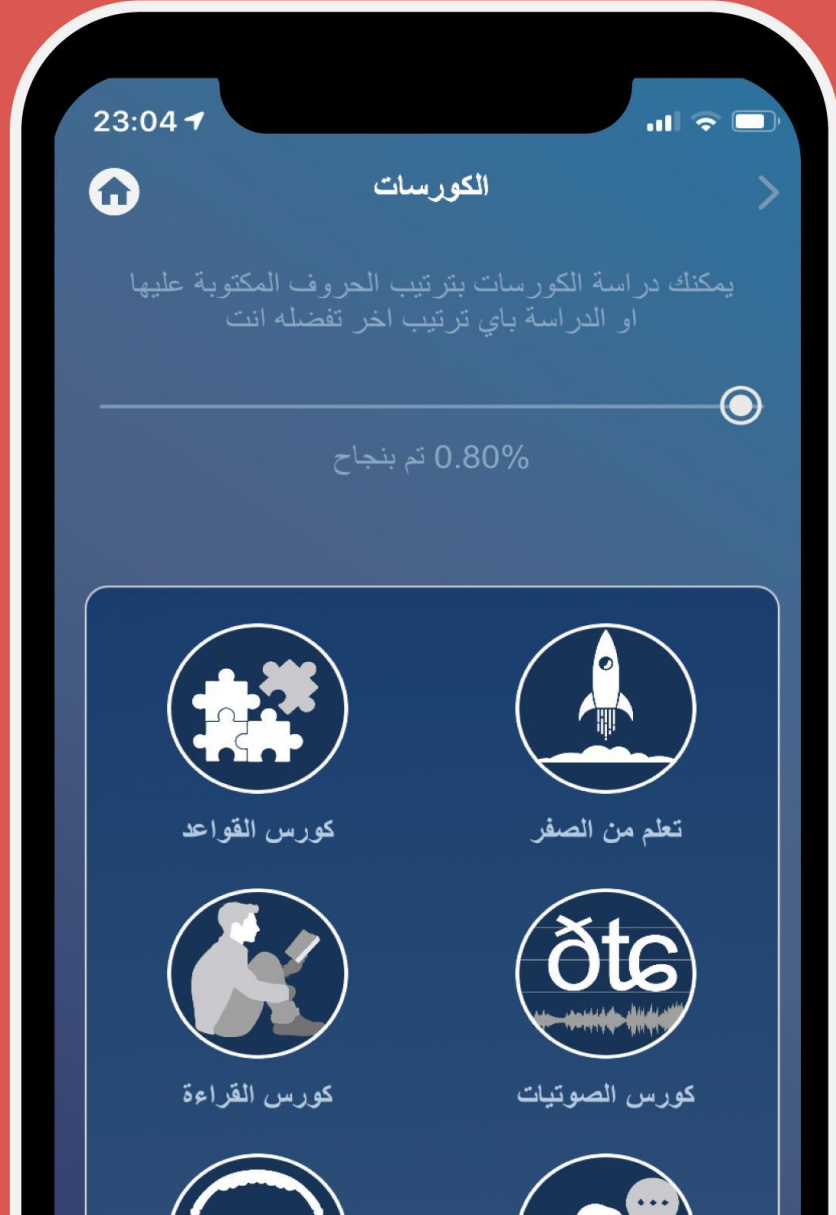 23:04
الكورسات
يمكنك دراسة الكورسات بترتيب الحروف المكتوبة عليها
او الدراسة باي ترتيب اخر تفضله انت
0.80% تم بنجاح
تعلم من الصفر
كورس القواعد
كورس الصوتيات
كورس القراءة